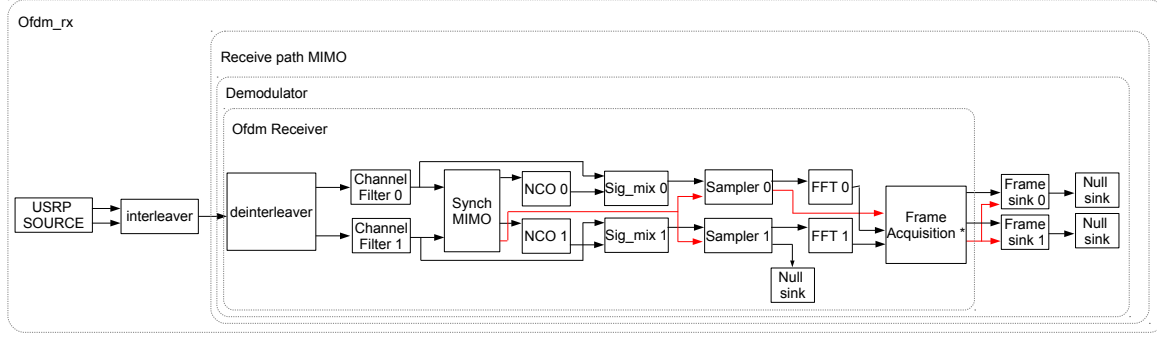 Ofdm_rx
Receive path MIMO
Demodulator
Ofdm Receiver
USRP
SOURCE
interleaver
deinterleaver
Channel
Filter 0
Channel
Filter 1
Synch
MIMO
NCO 0
NCO 1
Sig_mix 0
Sig_mix 1
Sampler 0
Sampler 1
Null
sink
FFT 0
FFT 1
Frame
Acquisition *
Frame
sink 0
Frame
sink 1
Null
sink
Null
sink